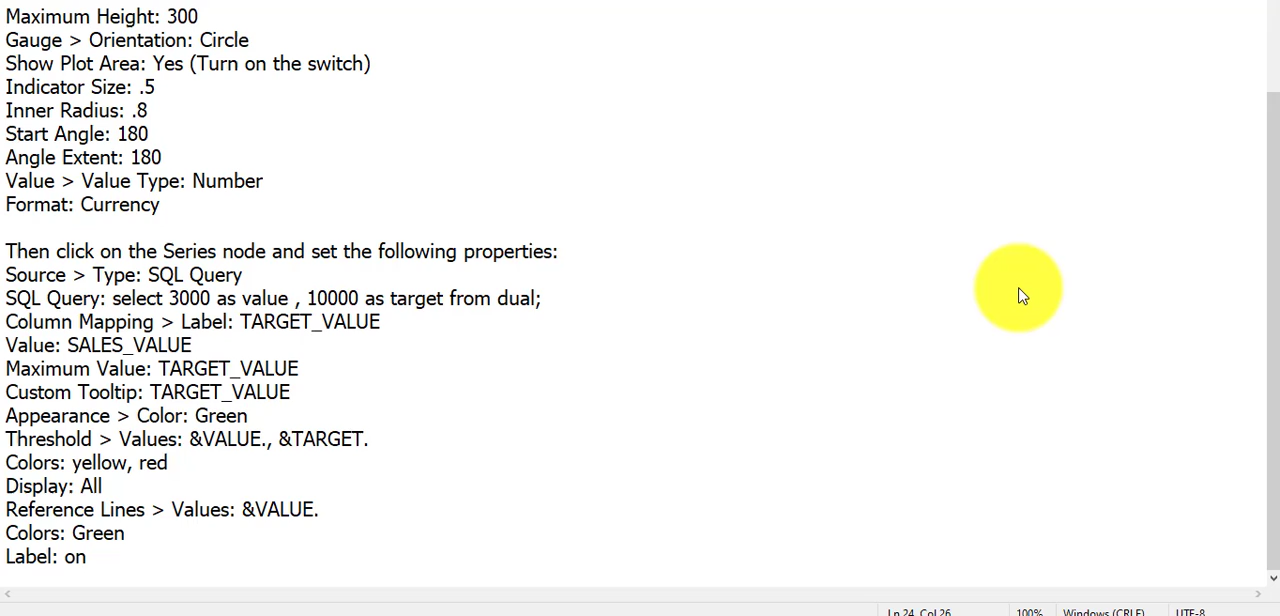 Maximum Height: 300
Gauge > Orientation: Circle
Show Plot Area: Yes (Turn on the switch)
Indicator Size: .5
Inner Radius: .8
Start Angle: 180
Angle Extent: 180
Value > Value Type: Number
Format: Currency
Then click on the Series node and set the following properties:
Source > Type: SQL Query
SQL Query: select 3000 as value , 10000 as target from dual;
Column Mapping > Label: TARGET_VALUE
Value: SALES_VALUE
Maximum Value: TARGET_VALUE
Custom Tooltip: TARGET_VALUE
Appearance > Color: Green
Threshold > Values: &VALUE., &TARGET.
Colors: yellow, red
Display: All
Reference Lines > Values: &VALUE.
Colors: Green
Label: on
Ln 24, Col 26 100% Windows (CRLF) UTF-8